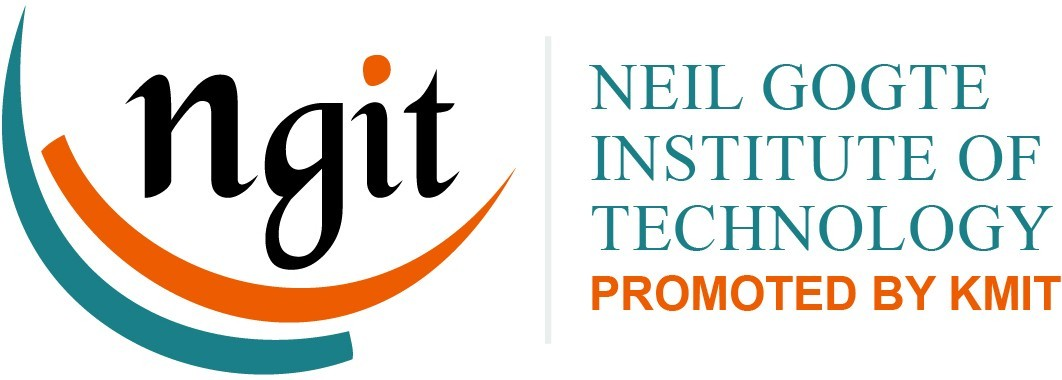 ngit
NEIL GOGTE
INSTITUTE OF
TECHNOLOGY
PROMOTED BY KMIT